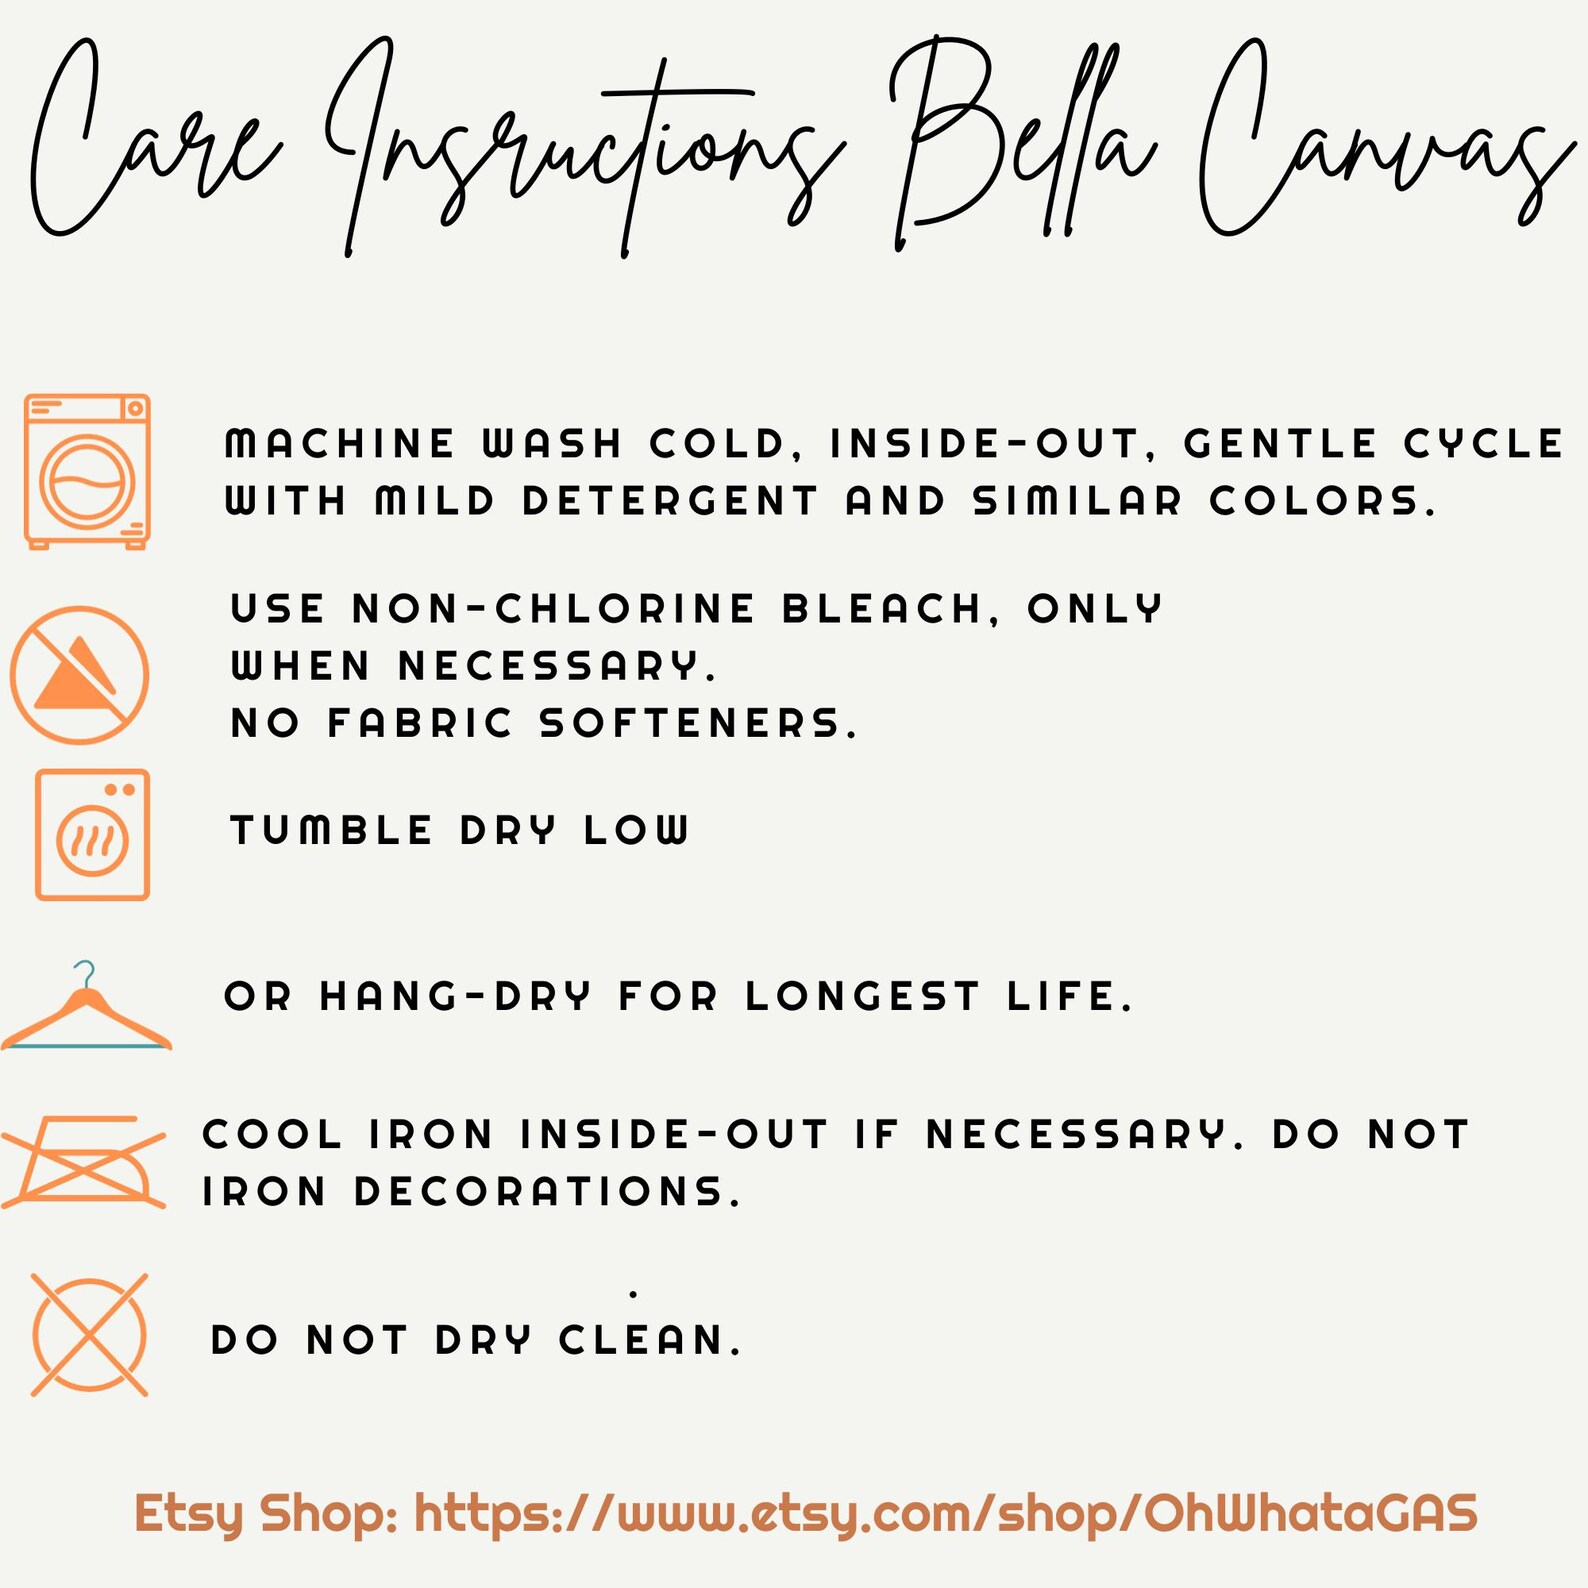 Care Insructions Bella Canvas
MACHINE WASH COLD, INSIDE-OUT, GENTLE CYCLE
WITH MILD DETERGENT AND SIMILAR COLORS.
USE NON-CHLORINE BLEACH, ONLY
WHEN NECESSARY.
NO FABRIC SOFTENERS.
TUMBLE DRY LOW
OR HANG-DRY FOR LONGEST LIFE.
COOL IRON INSIDE-OUT IF NECESSARY. DO NOT
IRON DECORATIONS.
.
DO NOT DRY CLEAN.
Etsy Shop: https://www.etsy.com/shop/OhWhataGAS